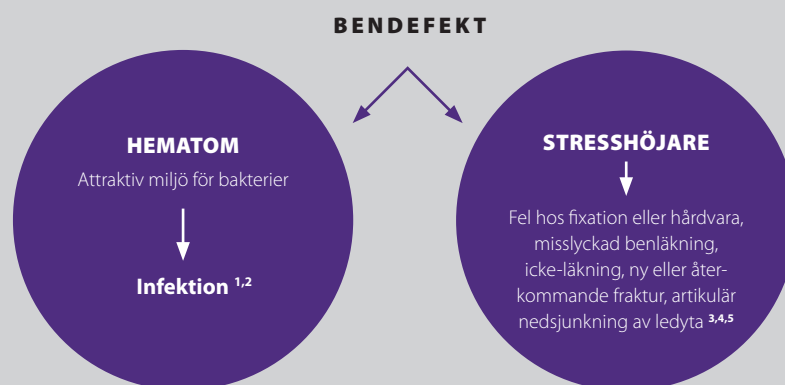 BENDEFEKT
HEMATOM
Attraktiv miljö för bakterier
Infektion 1,2
STRESSHÖJARE
Fel hos fixation eller hårdvara,
misslyckad benläkning,
icke-läkning, ny eller åter-
kommande fraktur, artikulär
nedsjunkning av ledyta 3,4,5